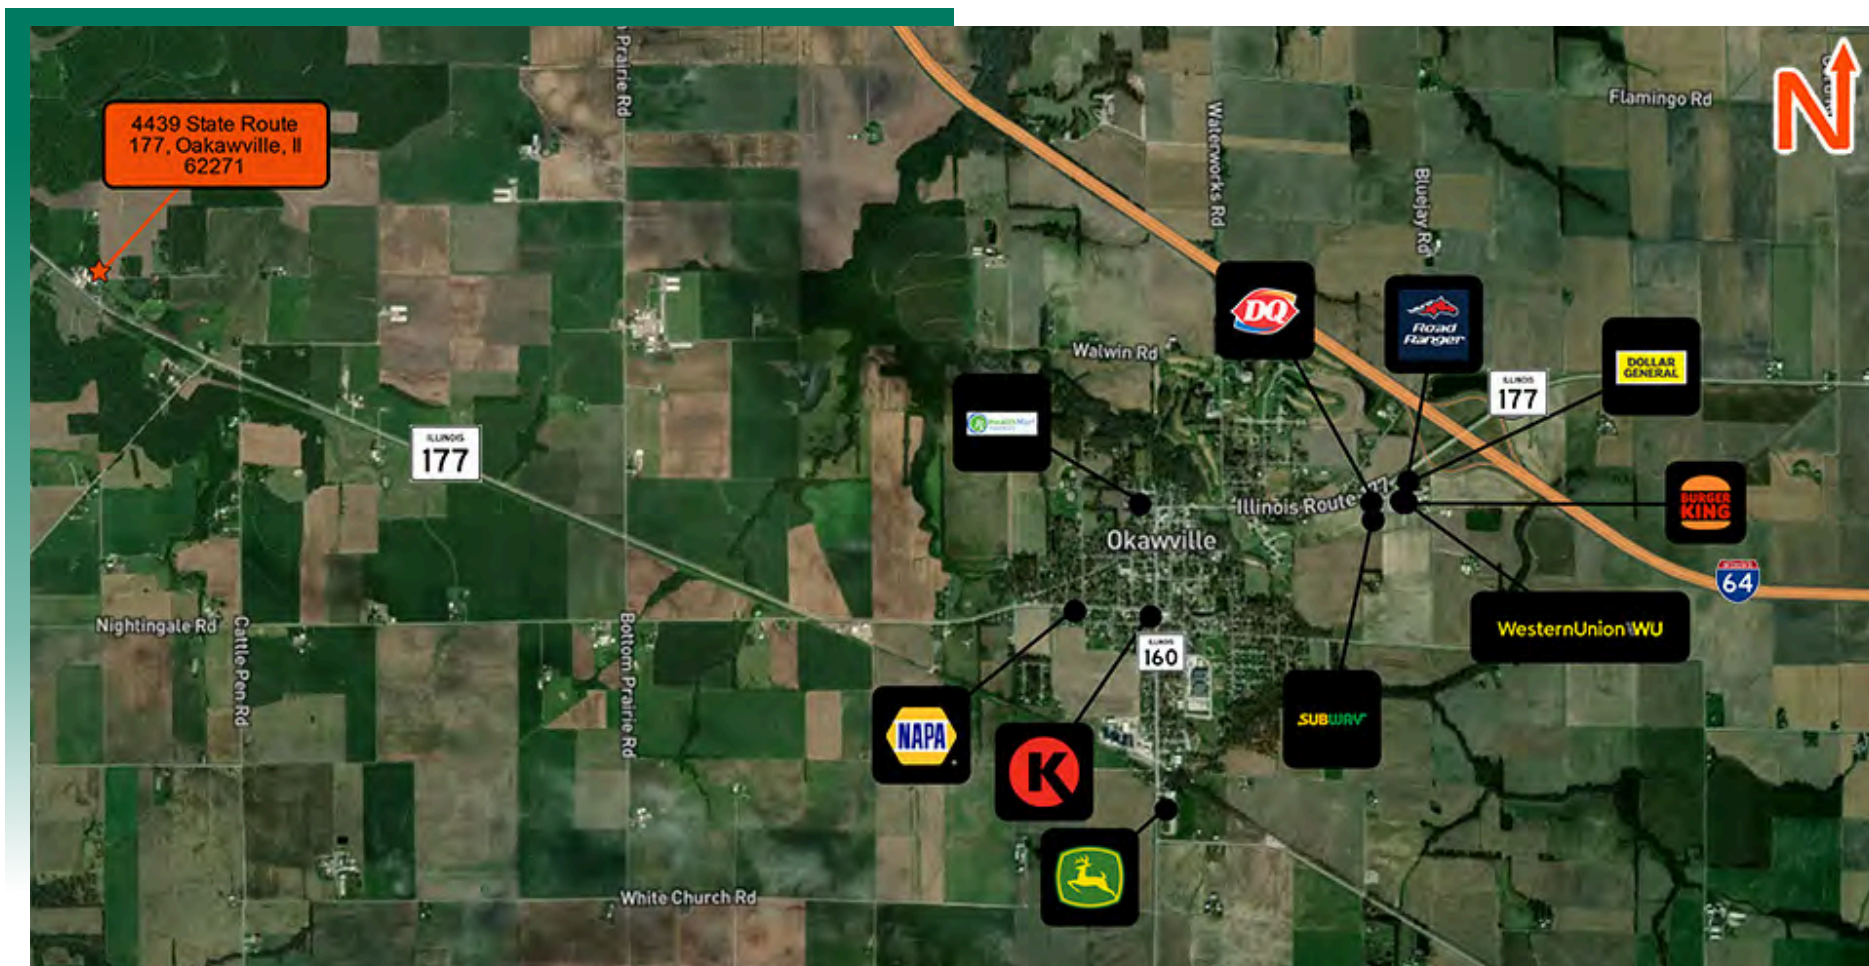 Prairie Rd
N
Flamingo Rd
4439 State Route
177, Oakawville, Il
62271
Waterworks Rd
Bluejay Rd
DQ
Road
Ranger
Walwin Rd
DOLLAR
GENERAL
ILLINOIS
177
ILLINOIS
177
Illinois Route 177
BURGER
KING
Okawville
64
Nightingale Rd
Cattle Pen Rd
Bottom Prairie Rd
WesternUnion WU
ILLINOIS
160
SUBWAY
NAPA
K
White Church Rd